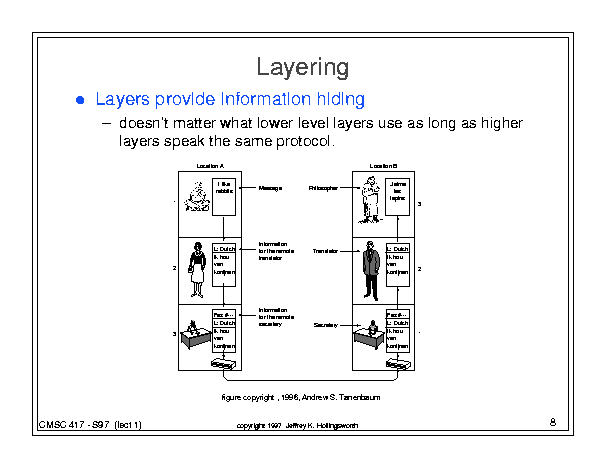 Layering
● Layers provide information hiding
– doesn't matter what lower level layers use as long as higher
layers speak the same protocol.
Location A
Location B
I like
rabbits
Message
Philosopher
J'aime
les
lapins
3
L: Dutch
Ik hou
van
konijnen
Information
for the remote
translator
Translator
L: Dutch
Ik hou
van
konijnen
2
2
Fax #---
L: Dutch
Ik hou
van
konijnen
Information
for the remote
secretary
Secretary
Fax #---
L: Dutch
Ik hou
van
konijnen
3
figure copyright , 1996, Andrew S. Tanenbaum
CMSC 417 - S97 (lect 1)
copyright 1997 Jeffrey K. Hollingsworth
8